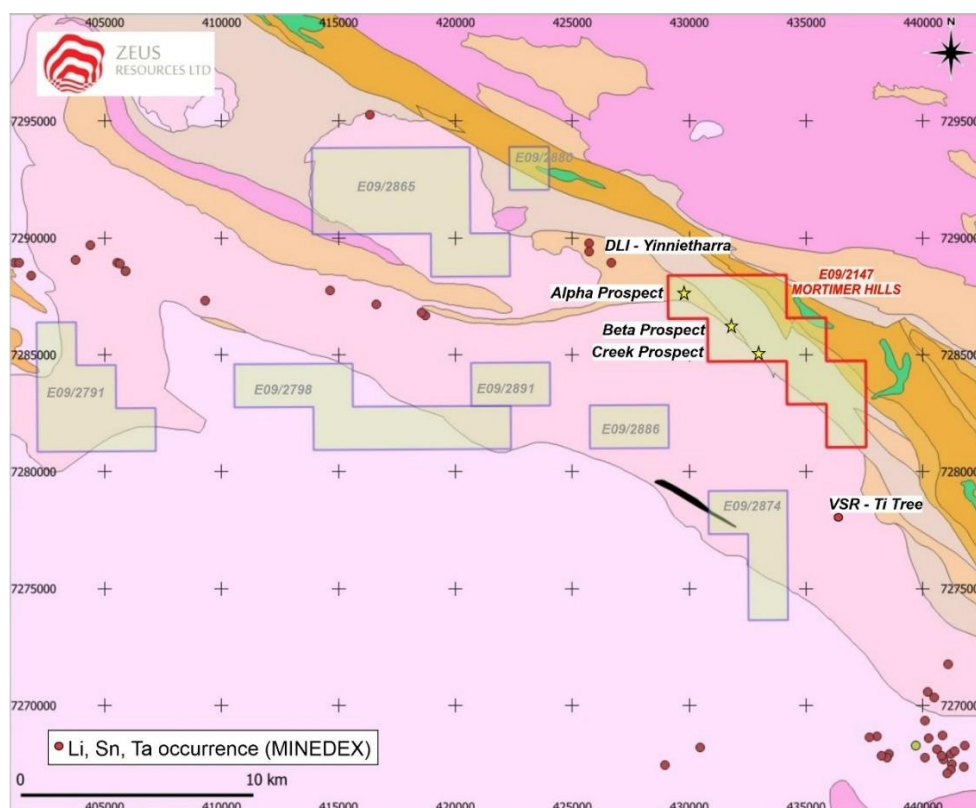 405000 410000 415000 420000 425000 430000 435000 440000
ZEUS
RESOURCES LTD
7295000 7295000
E09/2880
E09/2865
7290000 7290000
DLI - Yinnietharra
E09/2147
MORTIMER HILLS
Alpha Prospect
Beta Prospect
Creek Prospect
7285000 7285000
E09/2791
E09/2798
E09/2891
E09/2886
7280000 7280000
E09/2874
VSR - Ti Tree
7275000 7275000
7270000 7270000
Li, Sn, Ta occurrence (MINEDEX)
0 10 km
405000 410000 415000 420000 425000 430000 435000 440000